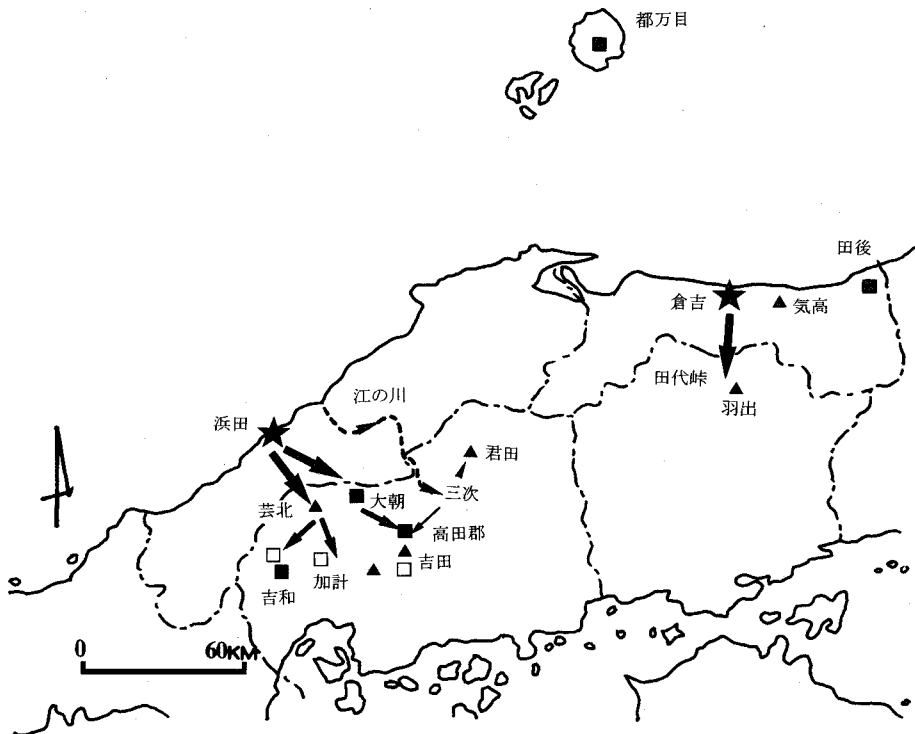 都万目
田後
倉吉
気高
田代峠
羽出
江の川
浜田
君田
大朝
三次
芸北
高田郡
吉田
加計
吉和
0 60KM